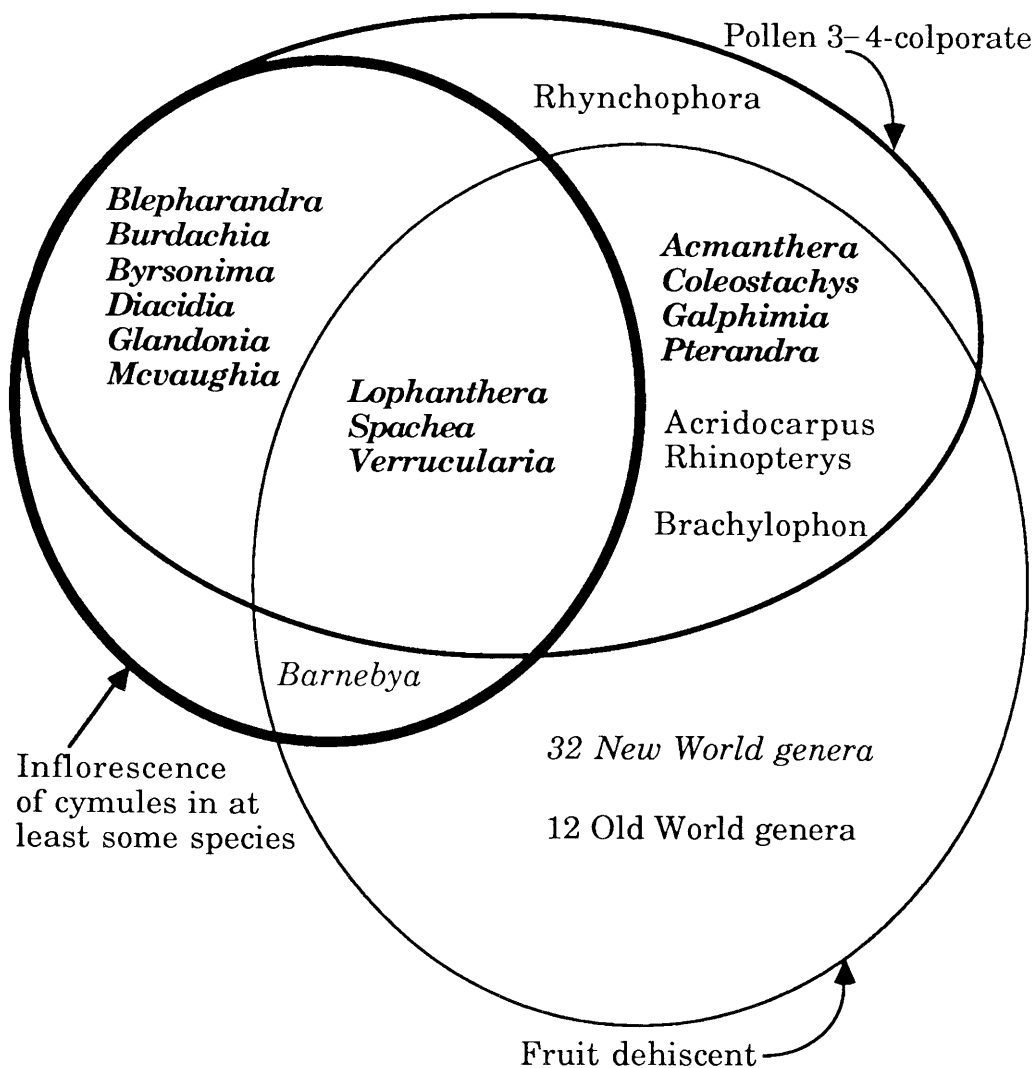 Pollen 3–4-colporate
Rhynchophora
Blepharandra
Burdachia
Byrsonima
Diacidia
Glandonia
Mcvaughia
Acmanthera
Coleostachys
Galphimia
Pterandra
Lophanthera
Spachea
Verrucularia
Acridocarpus
Rhinopterys
Brachylophon
Barnebya
Inflorescence
of cymules in at
least some species
32 New World genera
12 Old World genera
Fruit dehiscent